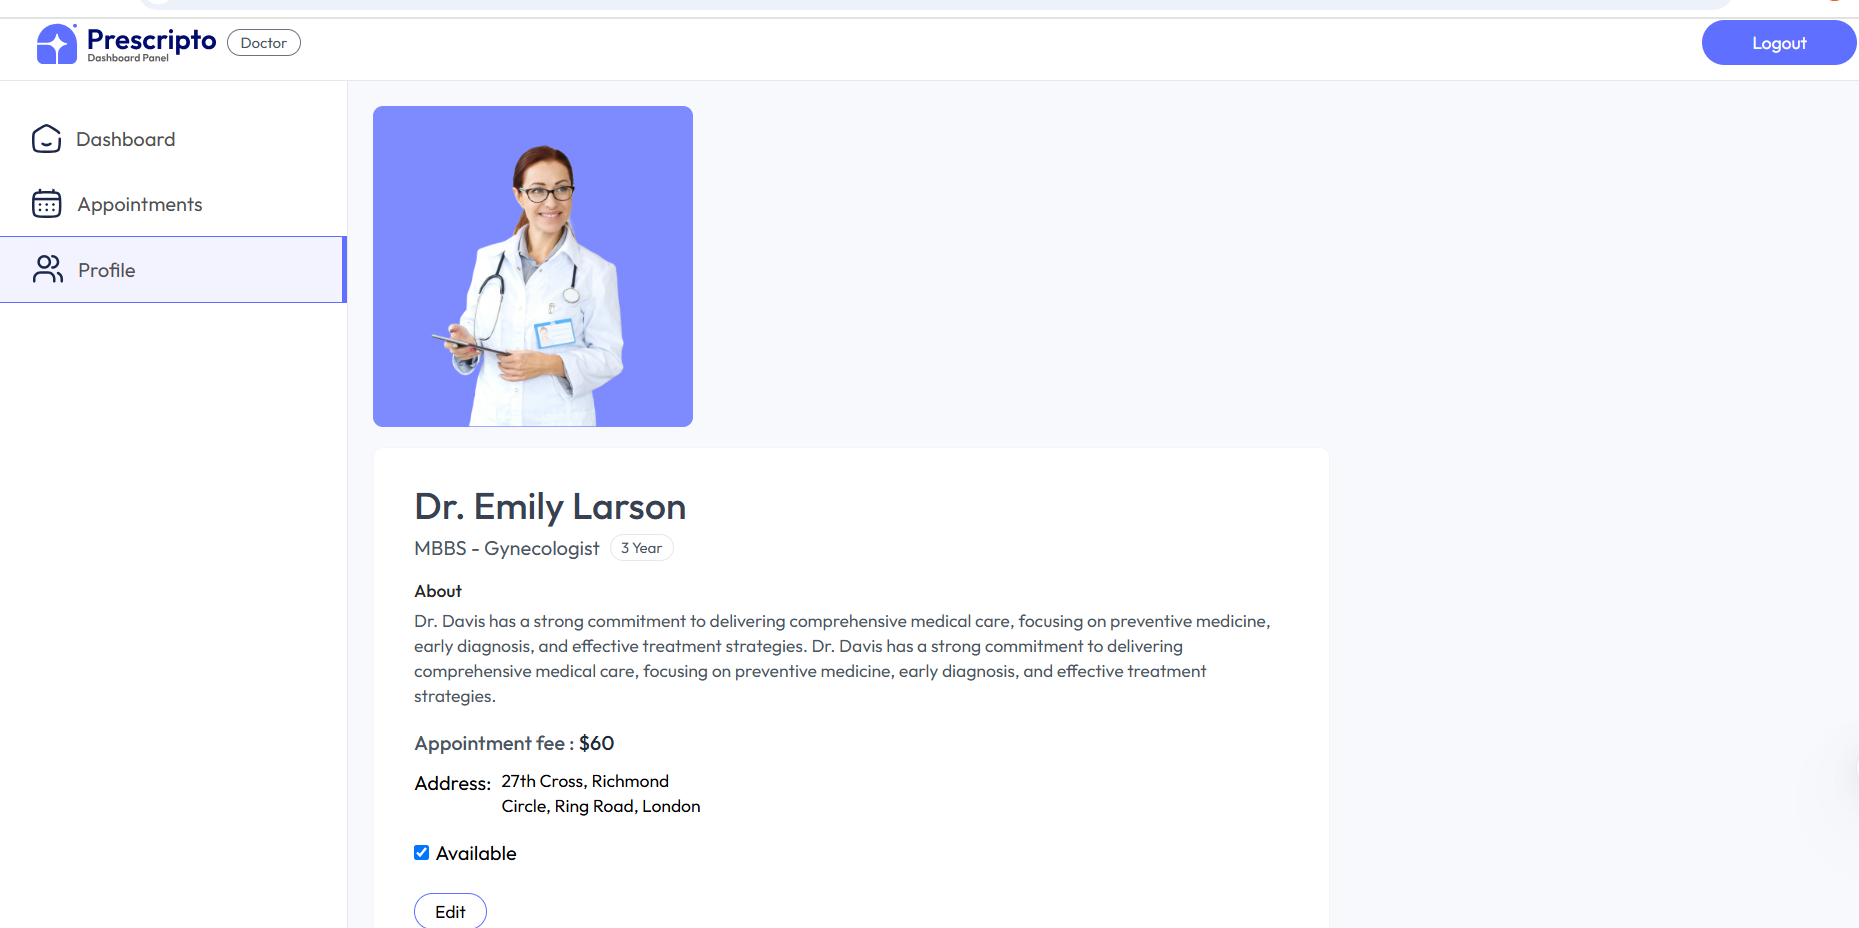 Prescripto
Dashboard Panel
Doctor
Logout
Dashboard
Appointments
Profile
Dr. Emily Larson
MBBS - Gynecologist
3 Year
About
Dr. Davis has a strong commitment to delivering comprehensive medical care, focusing on preventive medicine,
early diagnosis, and effective treatment strategies. Dr. Davis has a strong commitment to delivering
comprehensive medical care, focusing on preventive medicine, early diagnosis, and effective treatment
strategies.
Appointment fee : $60
Address:
27th Cross, Richmond
Circle, Ring Road, London
Available
Edit